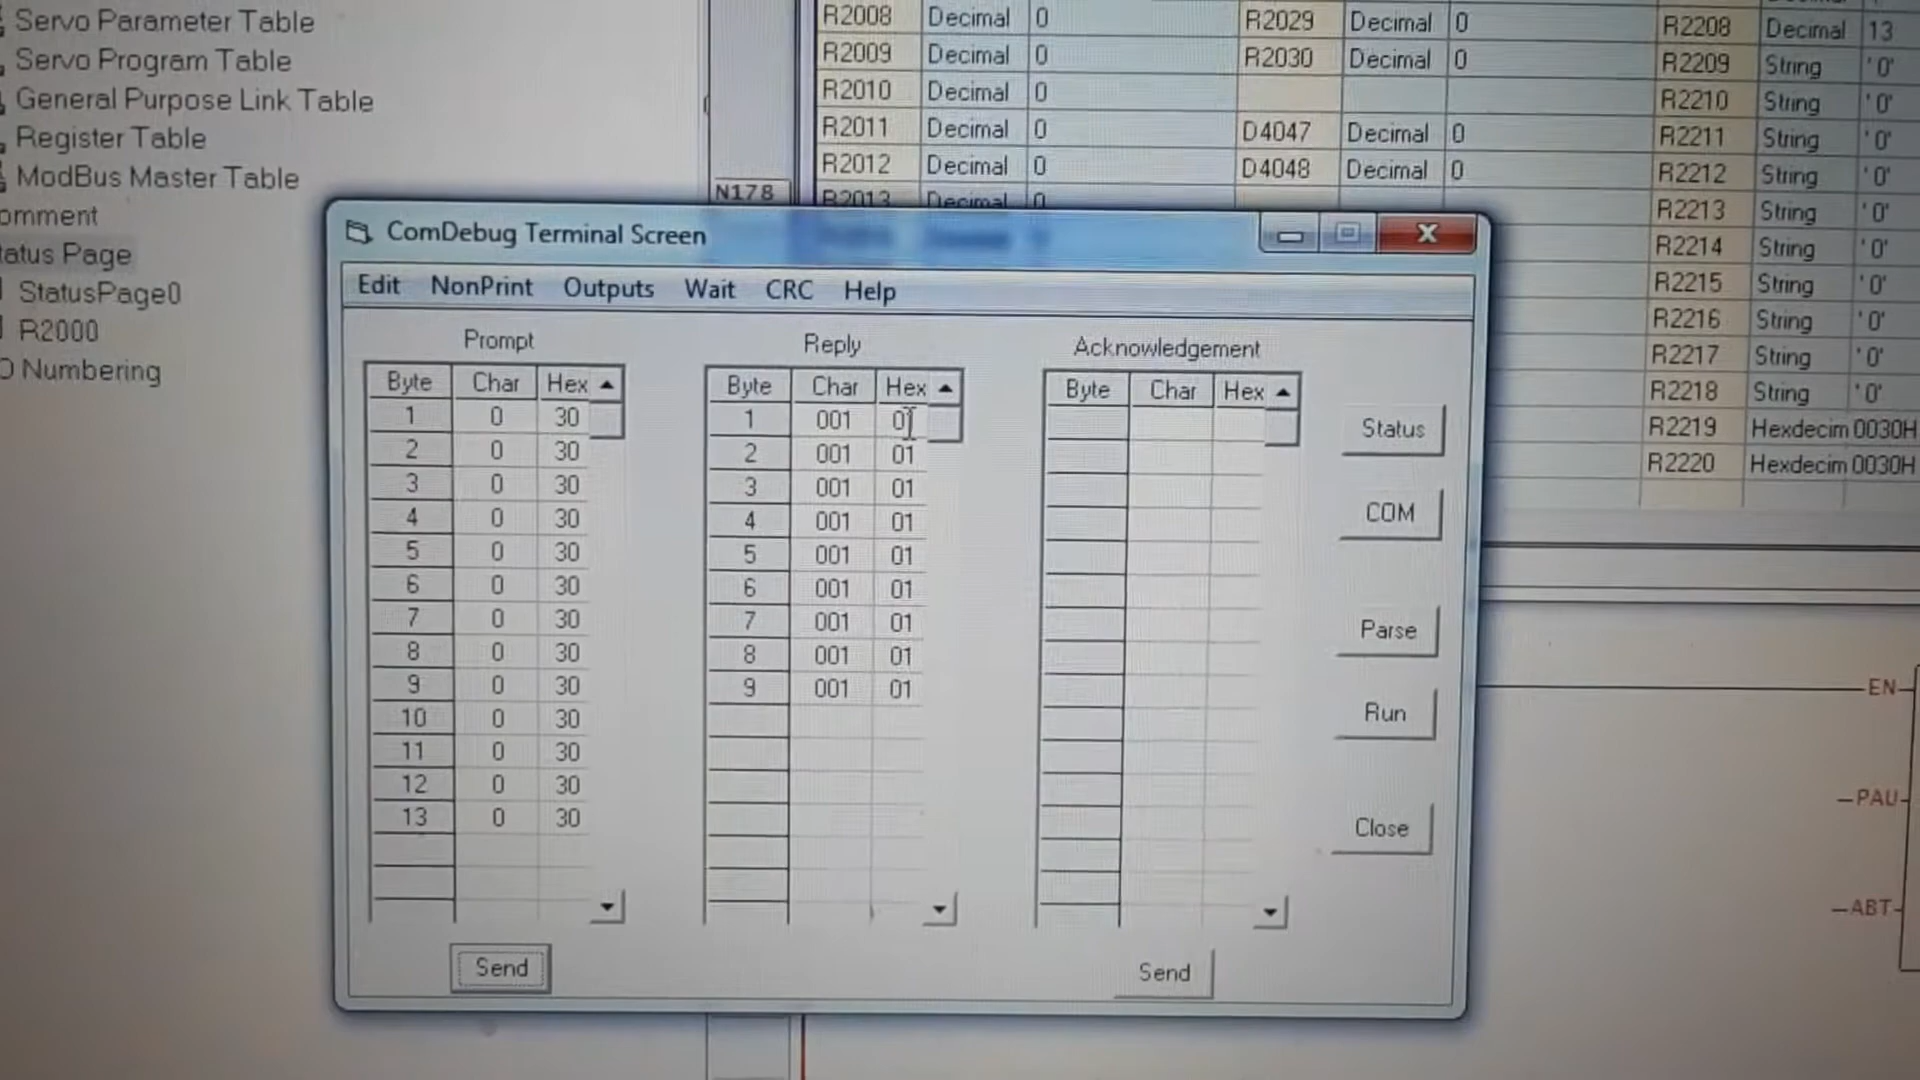 Servo Parameter Table
Servo Program Table
General Purpose Link Table
Register Table
ModBus Master Table
omment
atus Page
StatusPage0
R2000
O Numbering
N178
R2008 Decimal 0 R2029 Decimal 0 R2208 Decimal 13
R2009 Decimal 0 R2030 Decimal 0 R2209 String '0'
R2010 Decimal 0 R2210 String '0'
R2011 Decimal 0 D4047 Decimal 0 R2211 String '0'
R2012 Decimal 0 D4048 Decimal 0 R2212 String '0'
R2013 Decimal 0 R2213 String '0'
R2214 String '0'
R2215 String '0'
R2216 String '0'
R2217 String '0'
R2218 String '0'
R2219 Hexdecim 0030H
R2220 Hexdecim 0030H
ComDebug Terminal Screen
Edit NonPrint Outputs Wait CRC Help
Prompt Reply Acknowledgement
Byte Char Hex Byte Char Hex Byte Char Hex
1 0 30 1 001 01
2 0 30 2 001 01
3 0 30 3 001 01
4 0 30 4 001 01
5 0 30 5 001 01
6 0 30 6 001 01
7 0 30 7 001 01
8 0 30 8 001 01
9 0 30 9 001 01
10 0 30
11 0 30
12 0 30
13 0 30
Status
COM
Parse
Run
Close
Send Send
EN
PAU
ABT